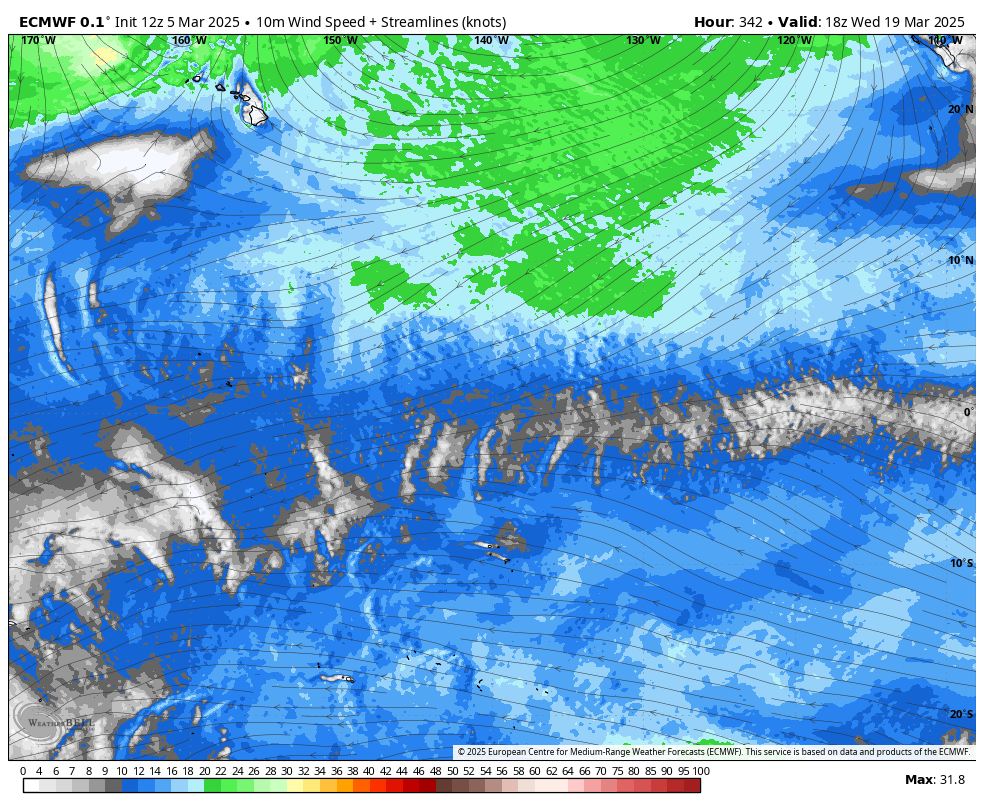 ECMWF 0.1° Init 12z 5 Mar 2025 • 10m Wind Speed + Streamlines (knots)
Hour: 342 • Valid: 18z Wed 19 Mar 2025
170°W 160°W 150°W 140°W 130°W 120°W 110°W
20°N
10°N
0°
10°S
20°S
WEATHERBELL
© 2025 European Centre for Medium-Range Weather Forecasts (ECMWF). This service is based on data and products of the ECMWF.
0 4 6 7 8 9 10 12 14 16 18 20 22 24 26 28 30 32 34 36 38 40 42 44 46 48 50 52 54 56 58 60 62 64 66 70 75 80 85 90 95 100
Max: 31.8